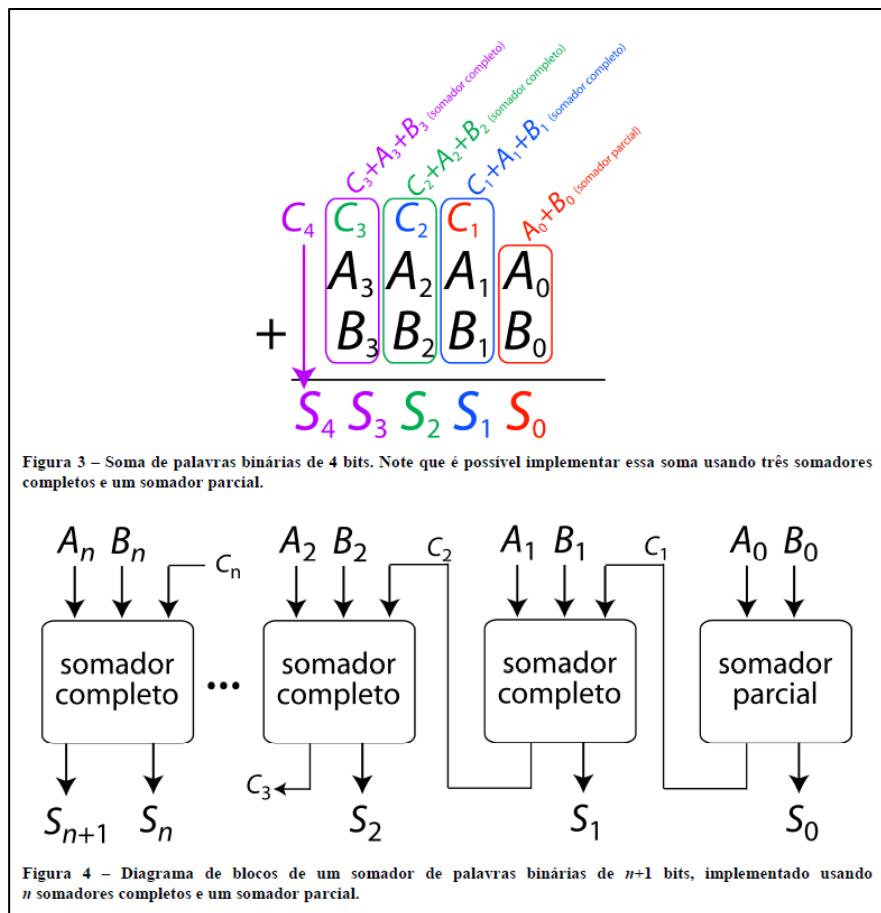 C₃+A₃+B₃ (somador completo)
C₂+A₂+B₂ (somador completo)
C₁+A₁+B₁ (somador completo)
A₀+B₀ (somador parcial)
C₄ C₃ C₂ C₁
A₃ A₂ A₁ A₀
+ B₃ B₂ B₁ B₀
S₄ S₃ S₂ S₁ S₀
Figura 3 – Soma de palavras binárias de 4 bits. Note que é possível implementar essa soma usando três somadores
completos e um somador parcial.
Aₙ Bₙ Cₙ A₂ B₂ C₂ A₁ B₁ C₁ A₀ B₀
somador ... somador somador somador
completo completo completo parcial
C₃
Sₙ₊₁ Sₙ S₂ S₁ S₀
Figura 4 – Diagrama de blocos de um somador de palavras binárias de n+1 bits, implementado usando
n somadores completos e um somador parcial.